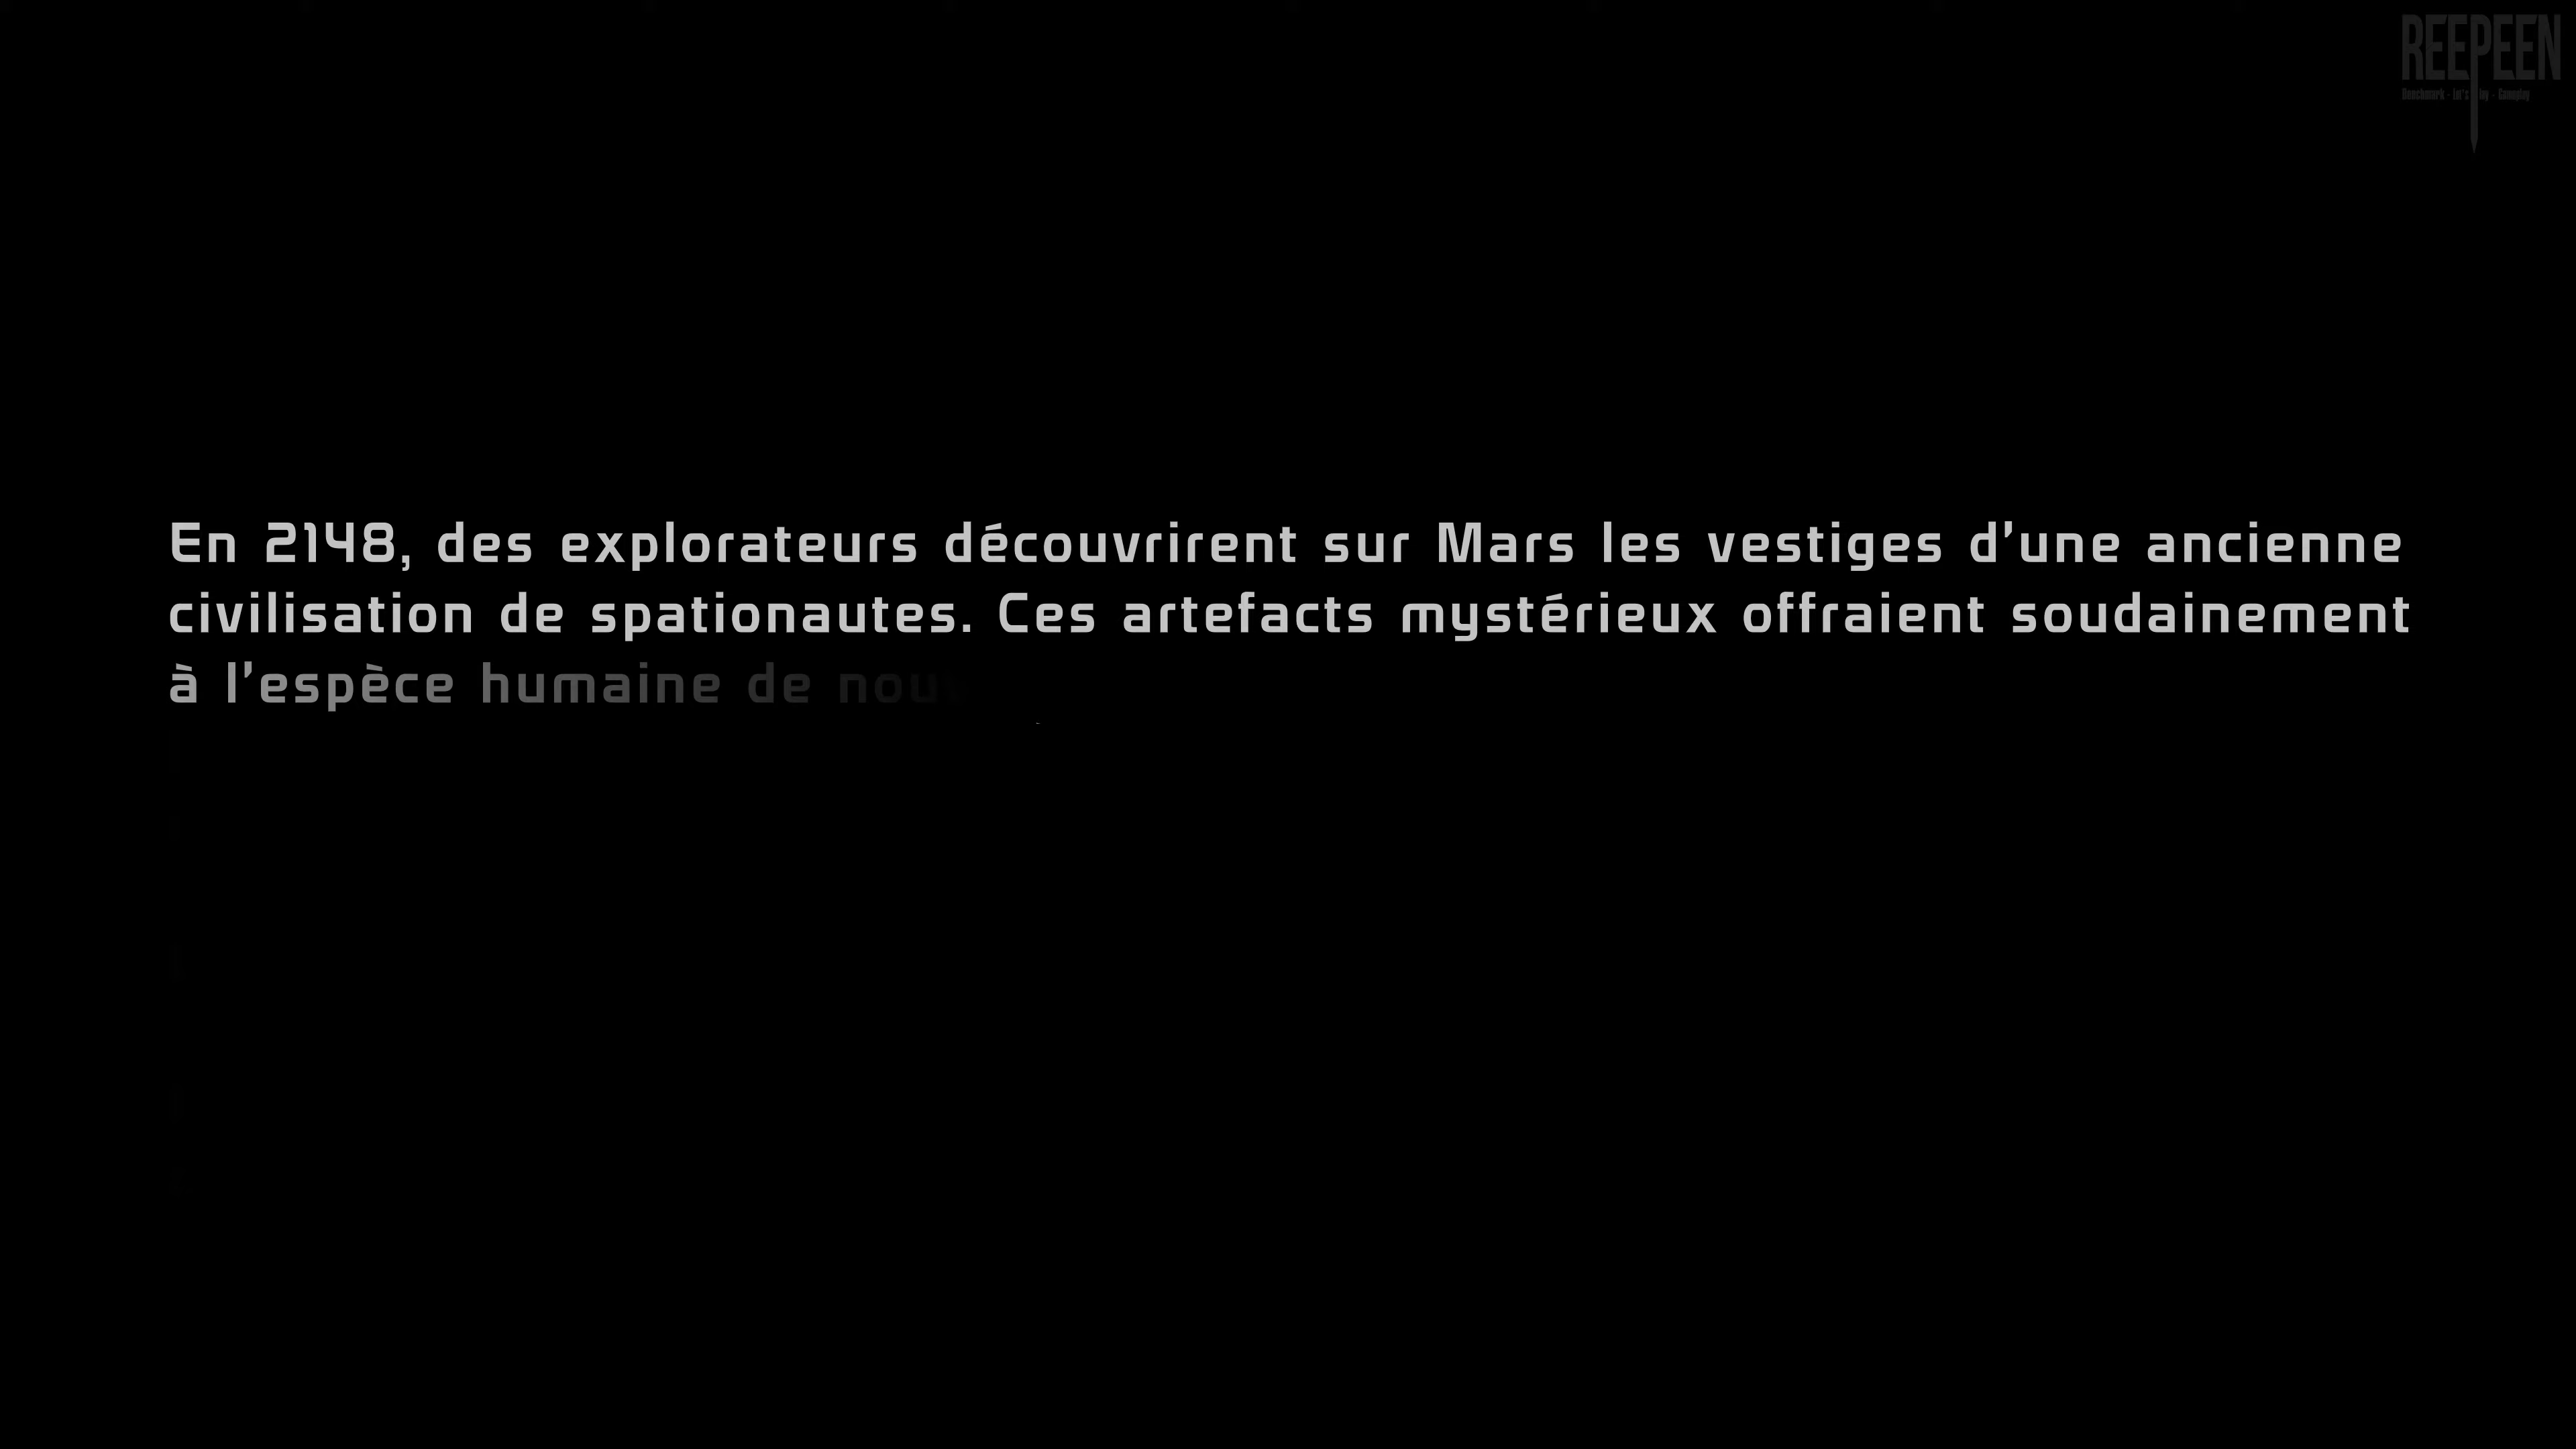 REEPEEN
En 2148, des explorateurs découvrirent sur Mars les vestiges d'une ancienne
civilisation de spationautes. Ces artefacts mystérieux offraient soudainement
à l'espèce humaine de nouv